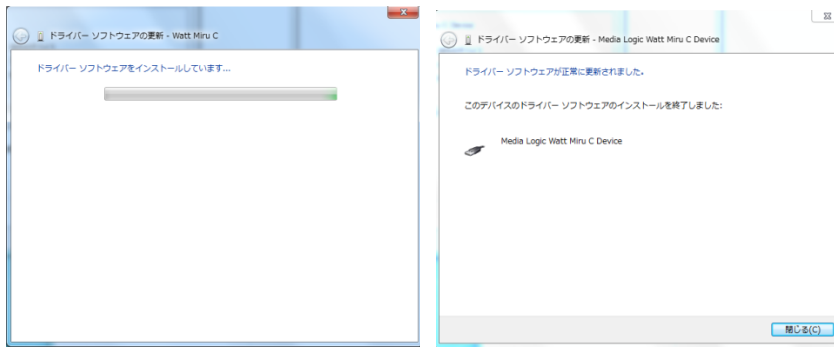 ドライバー ソフトウェアの更新 - Watt Miru C
ドライバー ソフトウェアをインストールしています...
ドライバー ソフトウェアの更新 - Media Logic Watt Miru C Device
ドライバー ソフトウェアが正常に更新されました。
このデバイスのドライバー ソフトウェアのインストールを終了しました:
Media Logic Watt Miru C Device
閉じる(C)